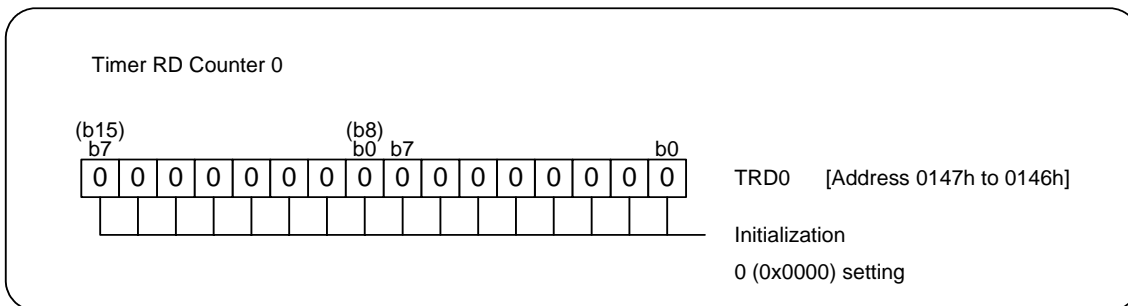 Timer RD Counter 0
(b15) (b8)
b7 b0 b7 b0
0 0 0 0 0 0 0 0 0 0 0 0 0 0 0 0 TRD0 [Address 0147h to 0146h]
Initialization
0 (0x0000) setting